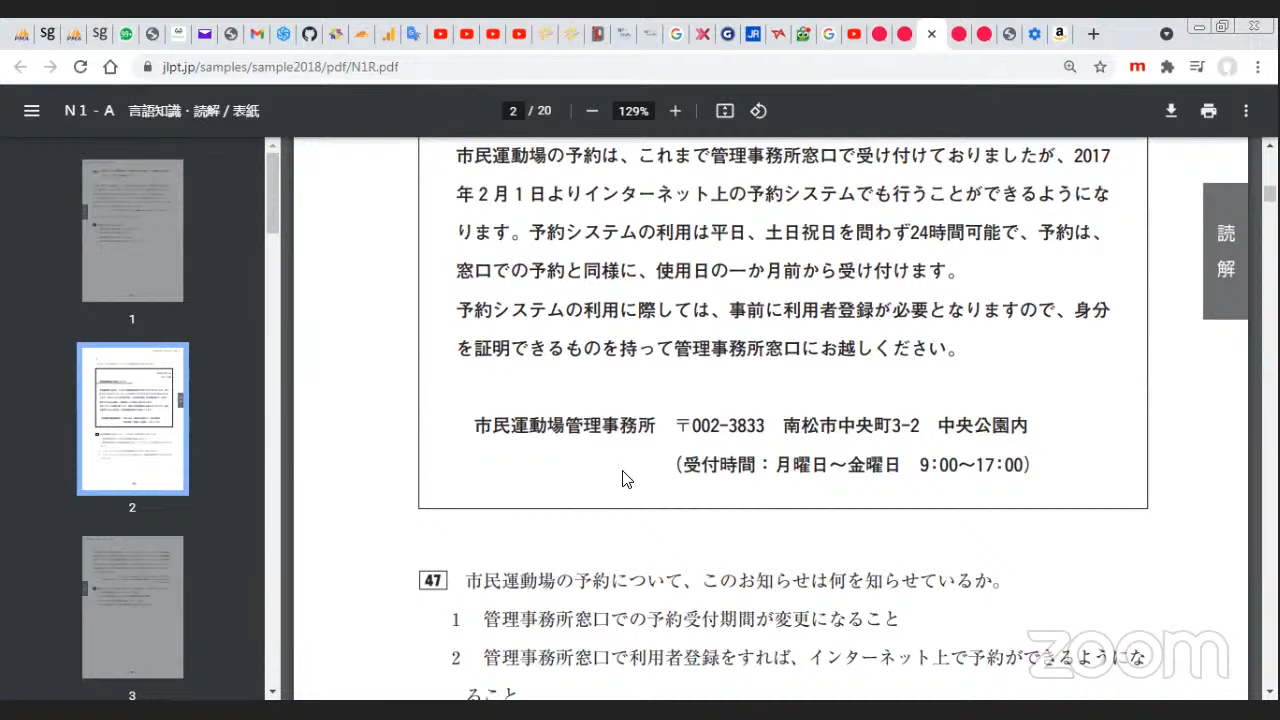 jlpt.jp/samples/sample2018/pdf/N1R.pdf
N1-A 言語知識・読解 / 表紙
2 / 20
129%
市民運動場の予約は、これまで管理事務所窓口で受け付けておりましたが、2017
年2月1日よりインターネット上の予約システムでも行うことができるようにな
ります。予約システムの利用は平日、土日祝日を問わず24時間可能で、予約は、
窓口での予約と同様に、使用日の一か月前から受け付けます。
予約システムの利用に際しては、事前に利用者登録が必要となりますので、身分
を証明できるものを持って管理事務所窓口にお越しください。
市民運動場管理事務所 〒002-3833 南松市中央町3-2 中央公園内
(受付時間：月曜日～金曜日 9:00～17:00)
読解
47 市民運動場の予約について、このお知らせは何を知らせているか。
1 管理事務所窓口での予約受付期間が変更になること
2 管理事務所窓口で利用者登録をすれば、インターネット上で予約ができるようにな
ること
1
2
3
zoom